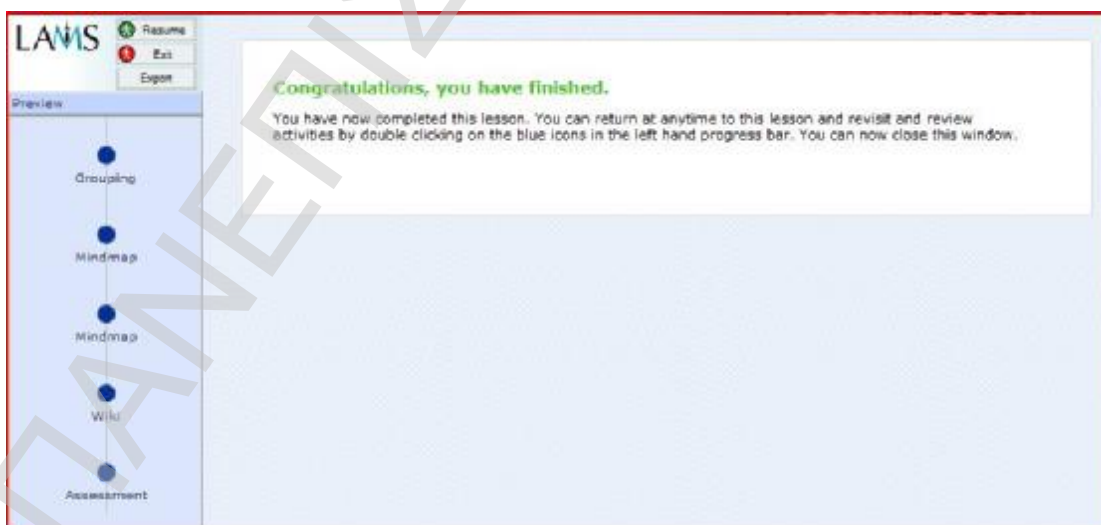 LAMS
Resume
Exit
Export
Preview
Congratulations, you have finished.
You have now completed this lesson. You can return at anytime to this lesson and revisit and review
activities by double clicking on the blue icons in the left hand progress bar. You can now close this window.
Grouping
Mindmap
Mindmap
Wiki
Assessment
ΠΑΝΕΠΙΣ